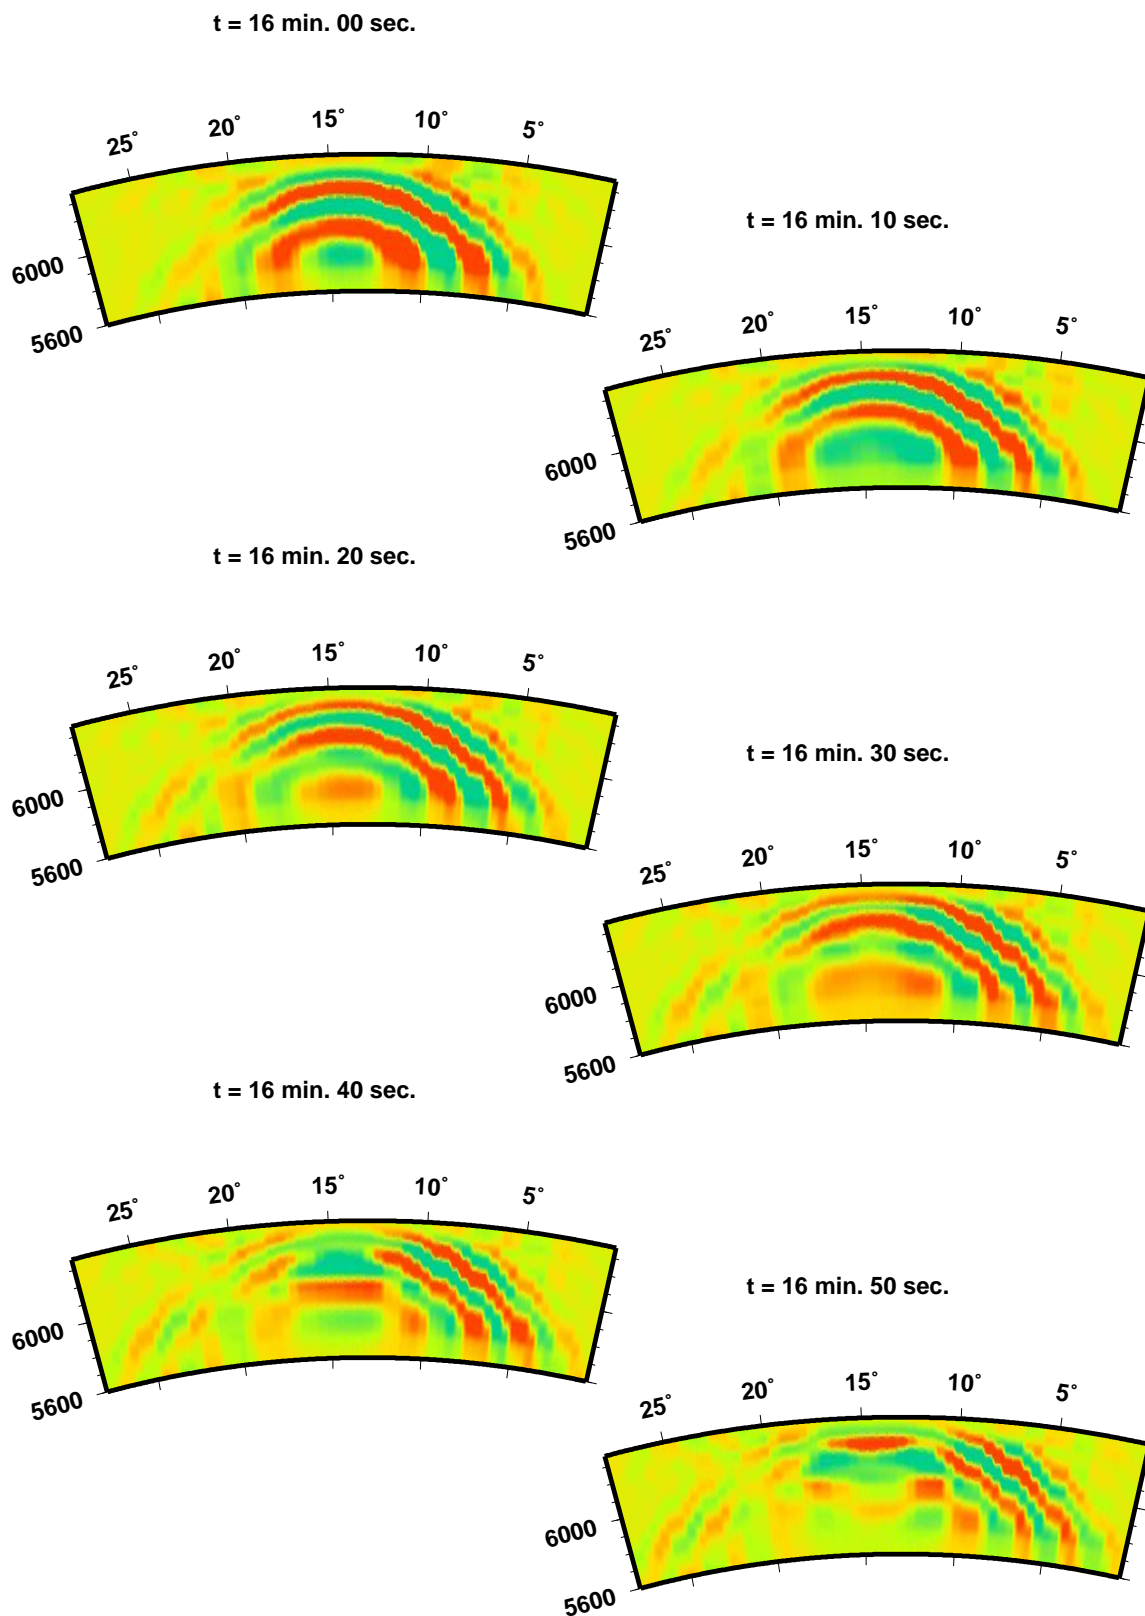 t = 16 min. 00 sec.
25° 20° 15° 10° 5°
6000
5600
t = 16 min. 10 sec.
25° 20° 15° 10° 5°
6000
5600
t = 16 min. 20 sec.
25° 20° 15° 10° 5°
6000
5600
t = 16 min. 30 sec.
25° 20° 15° 10° 5°
6000
5600
t = 16 min. 40 sec.
25° 20° 15° 10° 5°
6000
5600
t = 16 min. 50 sec.
25° 20° 15° 10° 5°
6000
5600